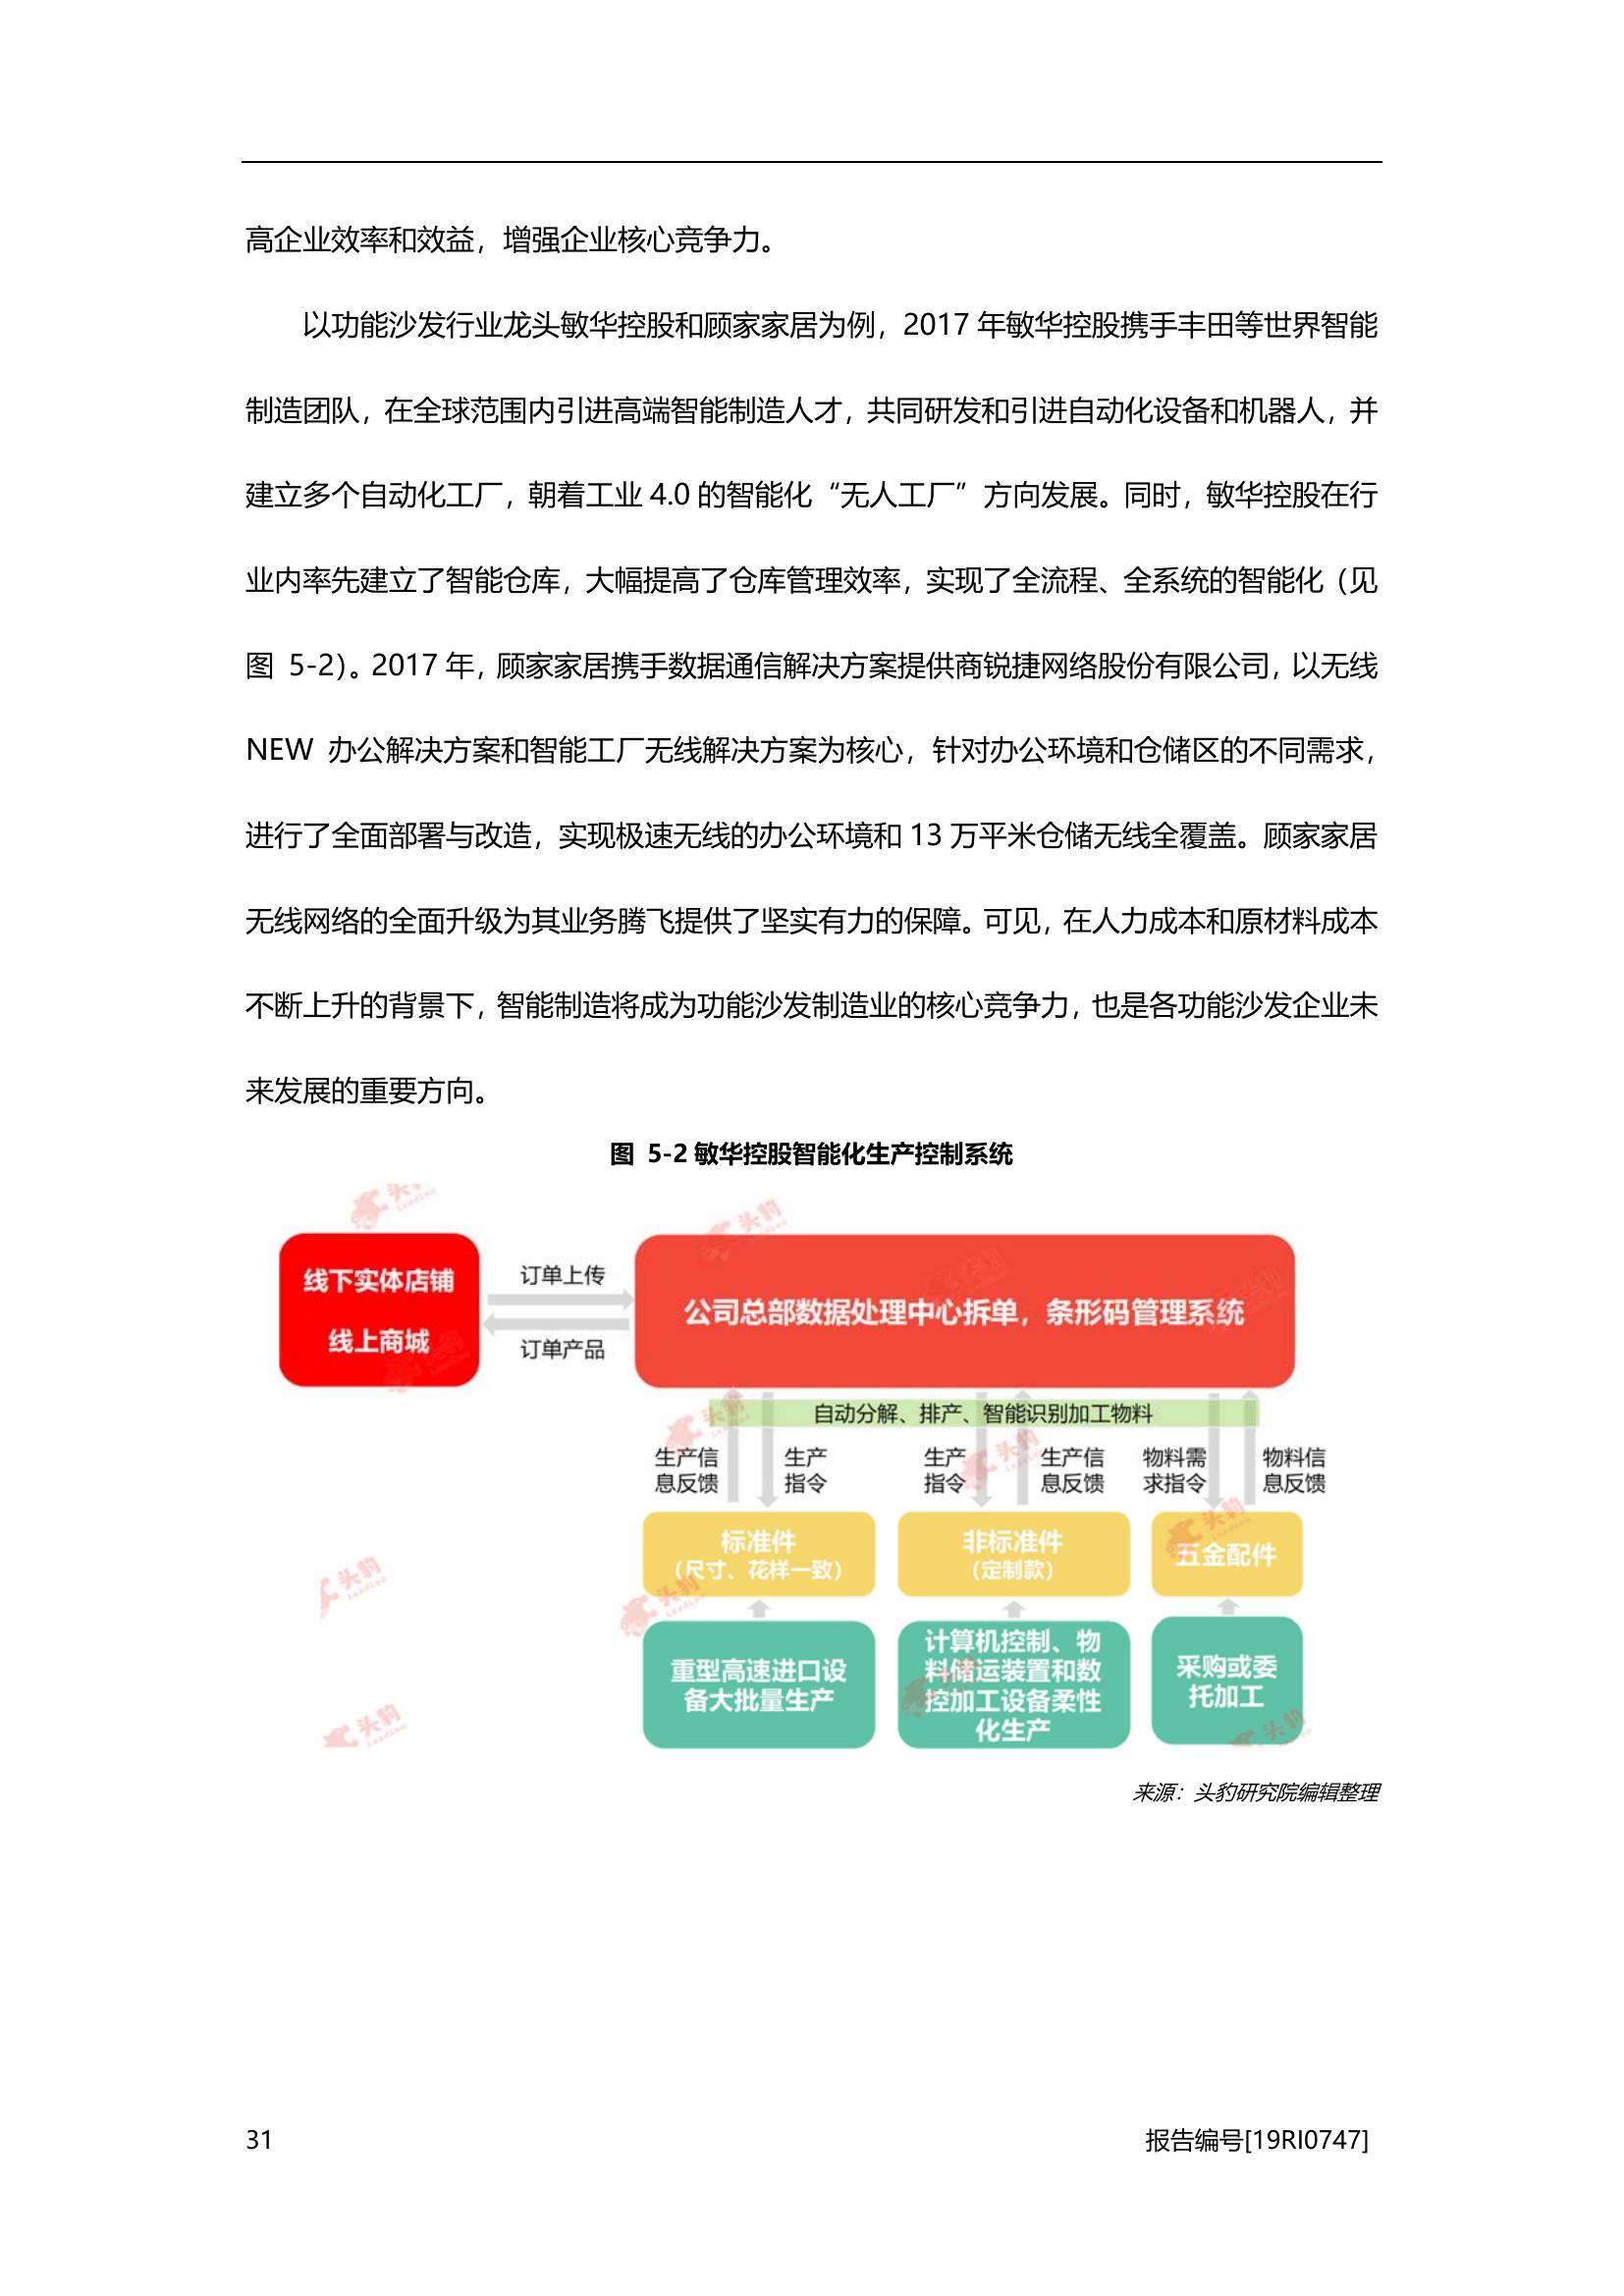 高企业效率和效益，增强企业核心竞争力。
以功能沙发行业龙头敏华控股和顾家家居为例，2017 年敏华控股携手丰田等世界智能
制造团队，在全球范围内引进高端智能制造人才，共同研发和引进自动化设备和机器人，并
建立多个自动化工厂，朝着工业 4.0 的智能化“无人工厂”方向发展。同时，敏华控股在行
业内率先建立了智能仓库，大幅提高了仓库管理效率，实现了全流程、全系统的智能化（见
图 5-2）。2017 年，顾家家居携手数据通信解决方案提供商锐捷网络股份有限公司，以无线
NEW 办公解决方案和智能工厂无线解决方案为核心，针对办公环境和仓储区的不同需求，
进行了全面部署与改造，实现极速无线的办公环境和 13 万平米仓储无线全覆盖。顾家家居
无线网络的全面升级为其业务腾飞提供了坚实有力的保障。可见，在人力成本和原材料成本
不断上升的背景下，智能制造将成为功能沙发制造业的核心竞争力，也是各功能沙发企业未
来发展的重要方向。
图 5-2 敏华控股智能化生产控制系统
线下实体店铺
线上商城
订单上传
订单产品
公司总部数据处理中心拆单，条形码管理系统
自动分解、排产、智能识别加工物料
生产信
息反馈
生产
指令
生产
指令
生产信
息反馈
物料需
求指令
物料信
息反馈
标准件
（尺寸、花样一致）
非标准件
（定制款）
五金配件
重型高速进口设
备大批量生产
计算机控制、物
料储运装置和数
控加工设备柔性
化生产
采购或委
托加工
头豹
LeadLeo
来源：头豹研究院编辑整理
31
报告编号[19RI0747]